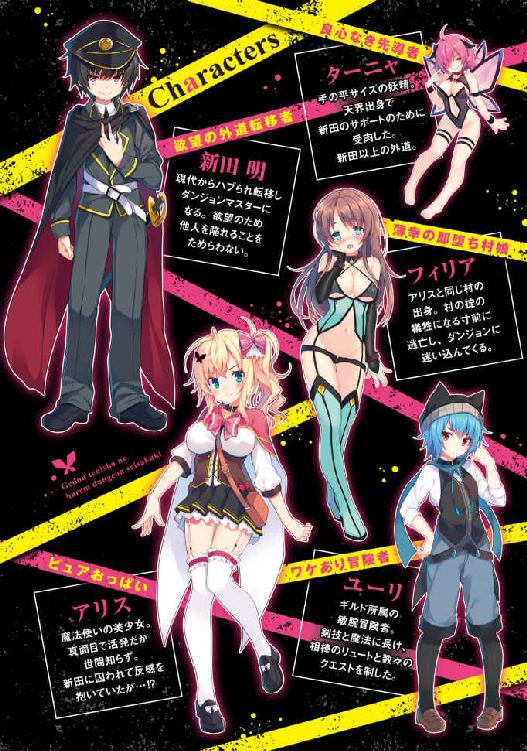 Characters
良心なき先導者
ターニャ
手の平サイズの妖精。
天界出身で
新田のサポートのために
受肉した。
新田以上の外道。
欲望の外道転移者
新田 明
現代からハブられ転移し
ダンジョンマスターに
なる。欲望のため
他人を陥れることを
ためらわない。
薄幸の即堕ち村娘
フィリア
アリスと同じ村の
出身。村の掟の
犠牲になる寸前に
逃亡し、ダンジョンに
迷い込んてくる。
Gedou tenisha no
harem dungeon seisakuki
ピュアおっぱい
アリス
魔法使いの美少女。
真面目で活発だが
世間知らず。
新田に囚われて反感を
抱いていたが…!?
ワケあり冒険者
ユーリ
ギルド所属の
敏腕冒険者。
剣技と魔法に長け、
相棒のリュートと数々の
クエストを制した。